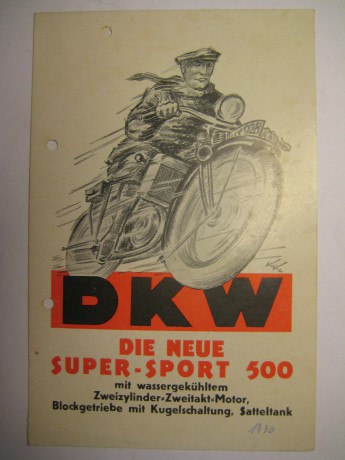 DKW
DIE NEUE
SUPER-SPORT 500
mit wassergekühltem
Zweizylinder-Zweitakt-Motor,
Blockgetriebe mit Kugelschaltung, Satteltank
1930